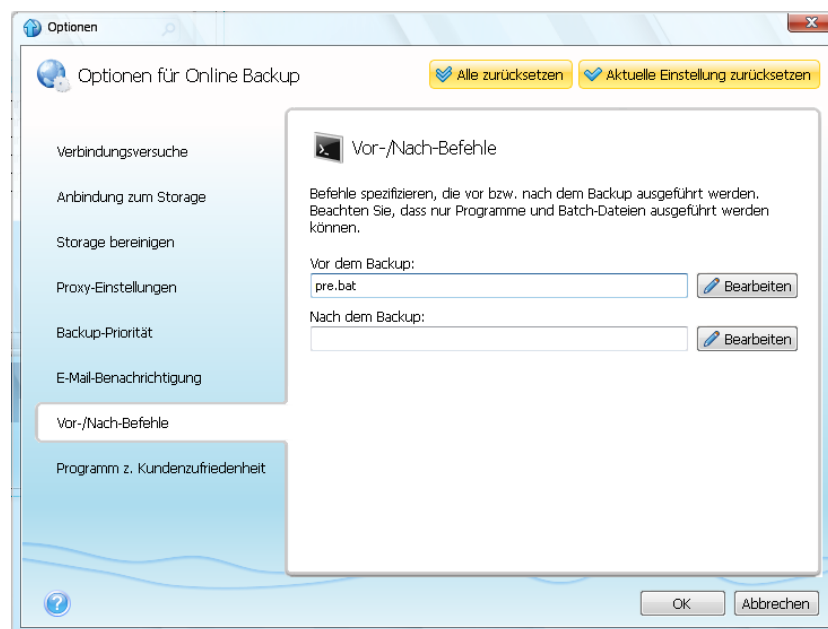 Optionen
Optionen für Online Backup
Alle zurücksetzen
Aktuelle Einstellung zurücksetzen
Verbindungsversuche
Anbindung zum Storage
Storage bereinigen
Proxy-Einstellungen
Backup-Priorität
E-Mail-Benachrichtigung
Vor-/Nach-Befehle
Programm z. Kundenzufriedenheit
Vor-/Nach-Befehle
Befehle spezifizieren, die vor bzw. nach dem Backup ausgeführt werden.
Beachten Sie, dass nur Programme und Batch-Dateien ausgeführt werden
können.
Vor dem Backup:
pre.bat
Bearbeiten
Nach dem Backup:
Bearbeiten
OK
Abbrechen